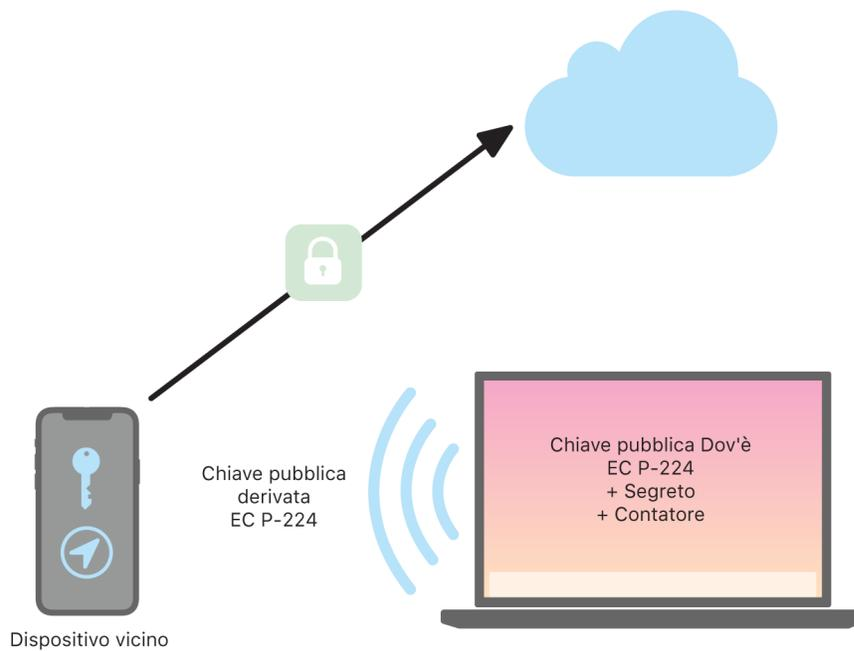 Chiave pubblica Dov'è
EC P-224
+ Segreto
+ Contatore
Chiave pubblica
derivata
EC P-224
Dispositivo vicino